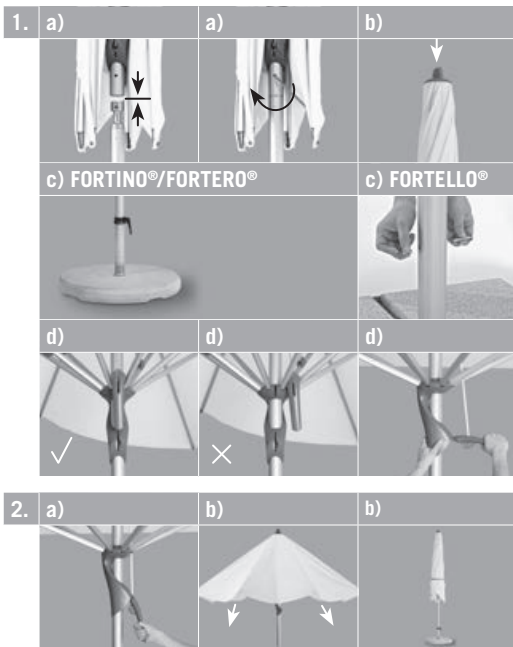 1. a) a) b)
c) FORTINO®/FORTERO® c) FORTELLO®
d) d) d)
2. a) b) b)